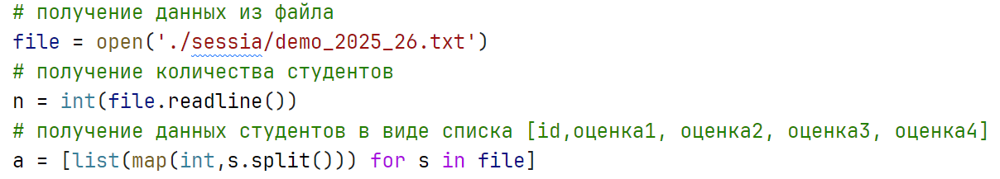 # получение данных из файла
file = open('./sessia/demo_2025_26.txt')
# получение количества студентов
n = int(file.readline())
# получение данных студентов в виде списка [id,оценка1, оценка2, оценка3, оценка4]
a = [list(map(int,s.split())) for s in file]